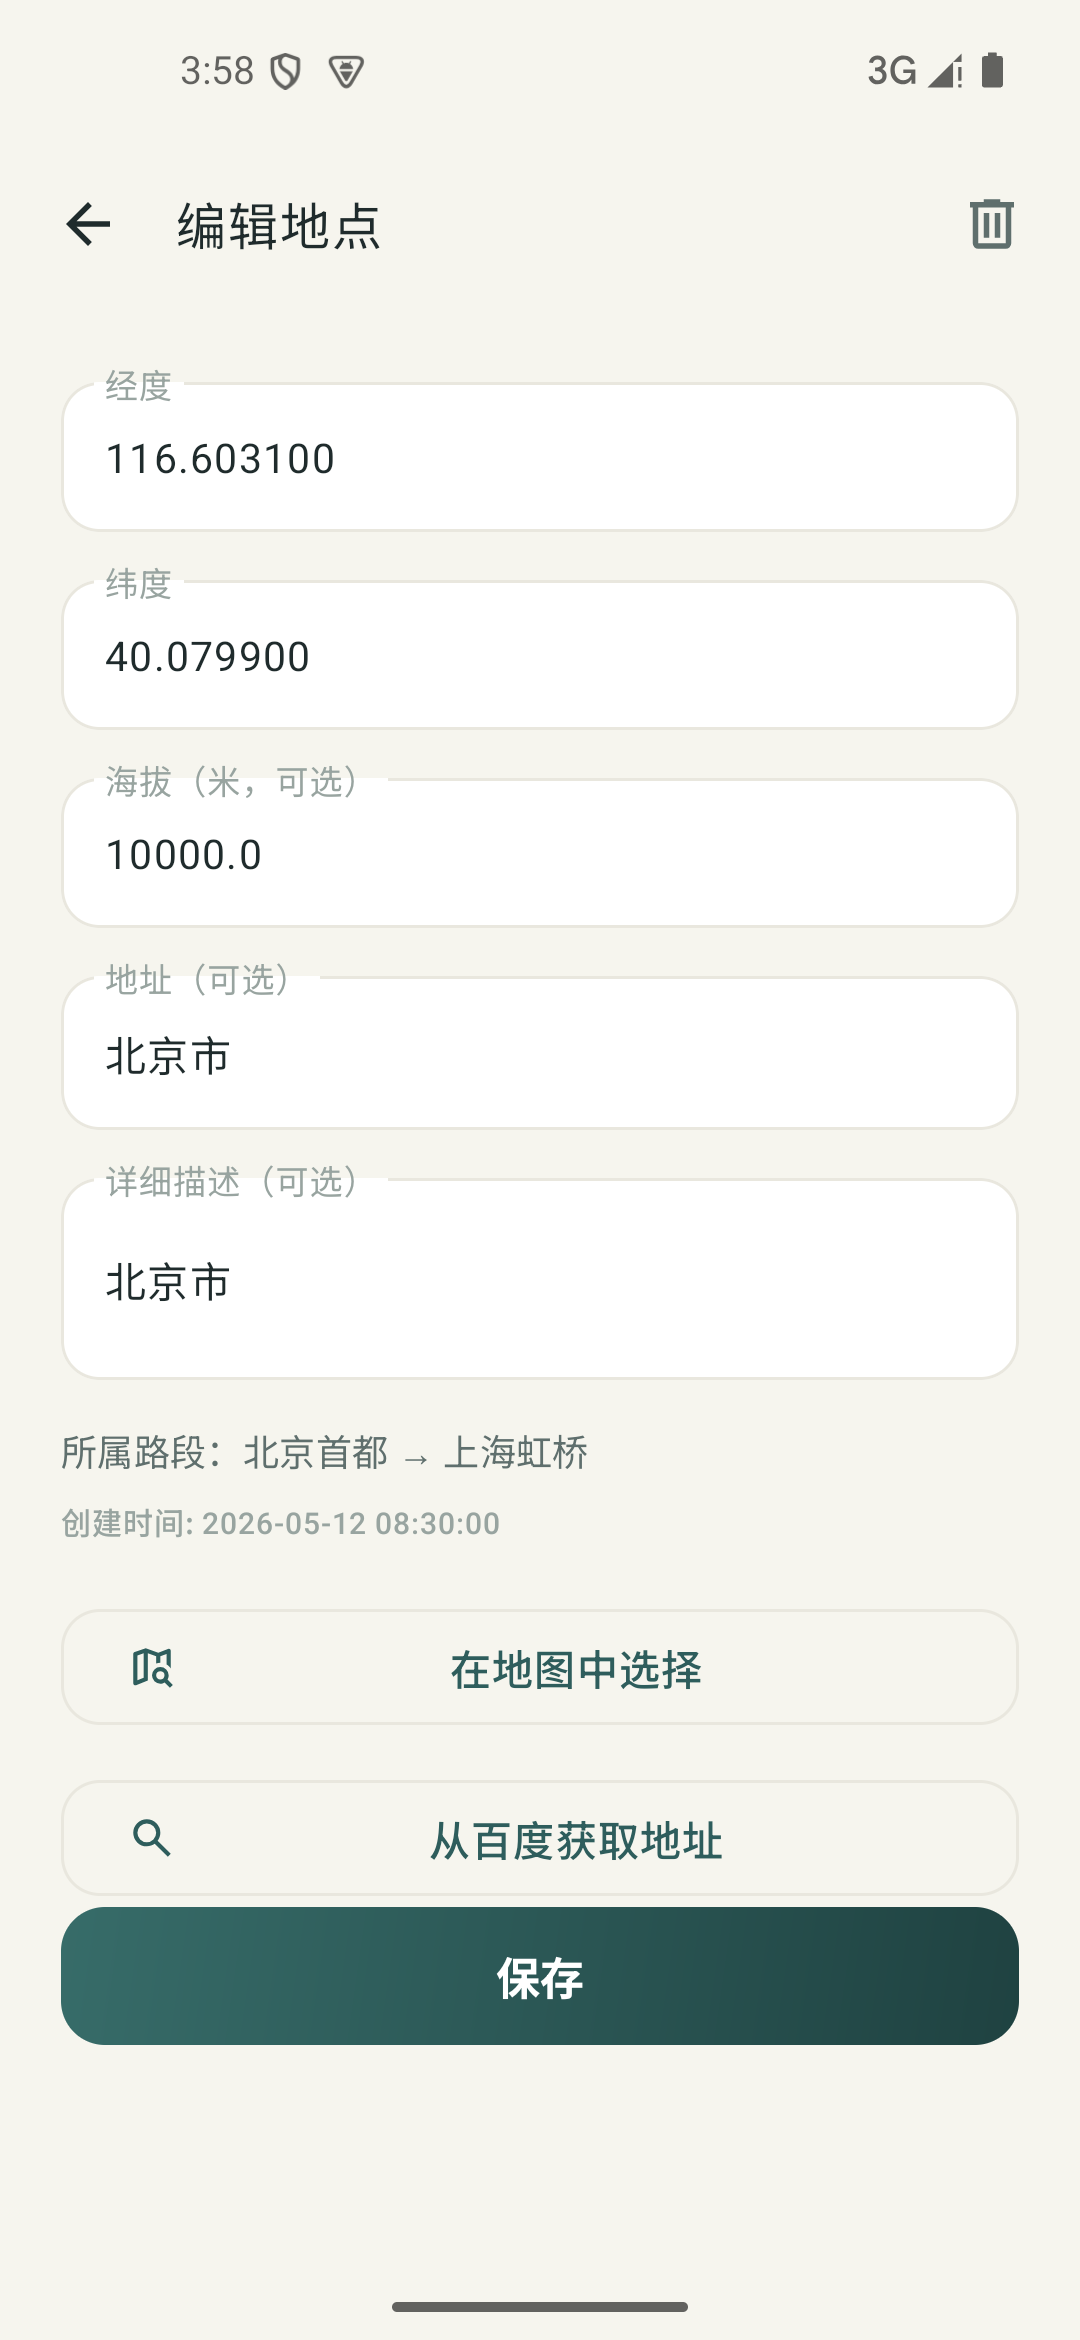 3:58
3G
编辑地点
经度
116.603100
纬度
40.079900
海拔（米，可选）
10000.0
地址（可选）
北京市
详细描述（可选）
北京市
所属路段：北京首都 → 上海虹桥
创建时间: 2026-05-12 08:30:00
在地图中选择
从百度获取地址
保存